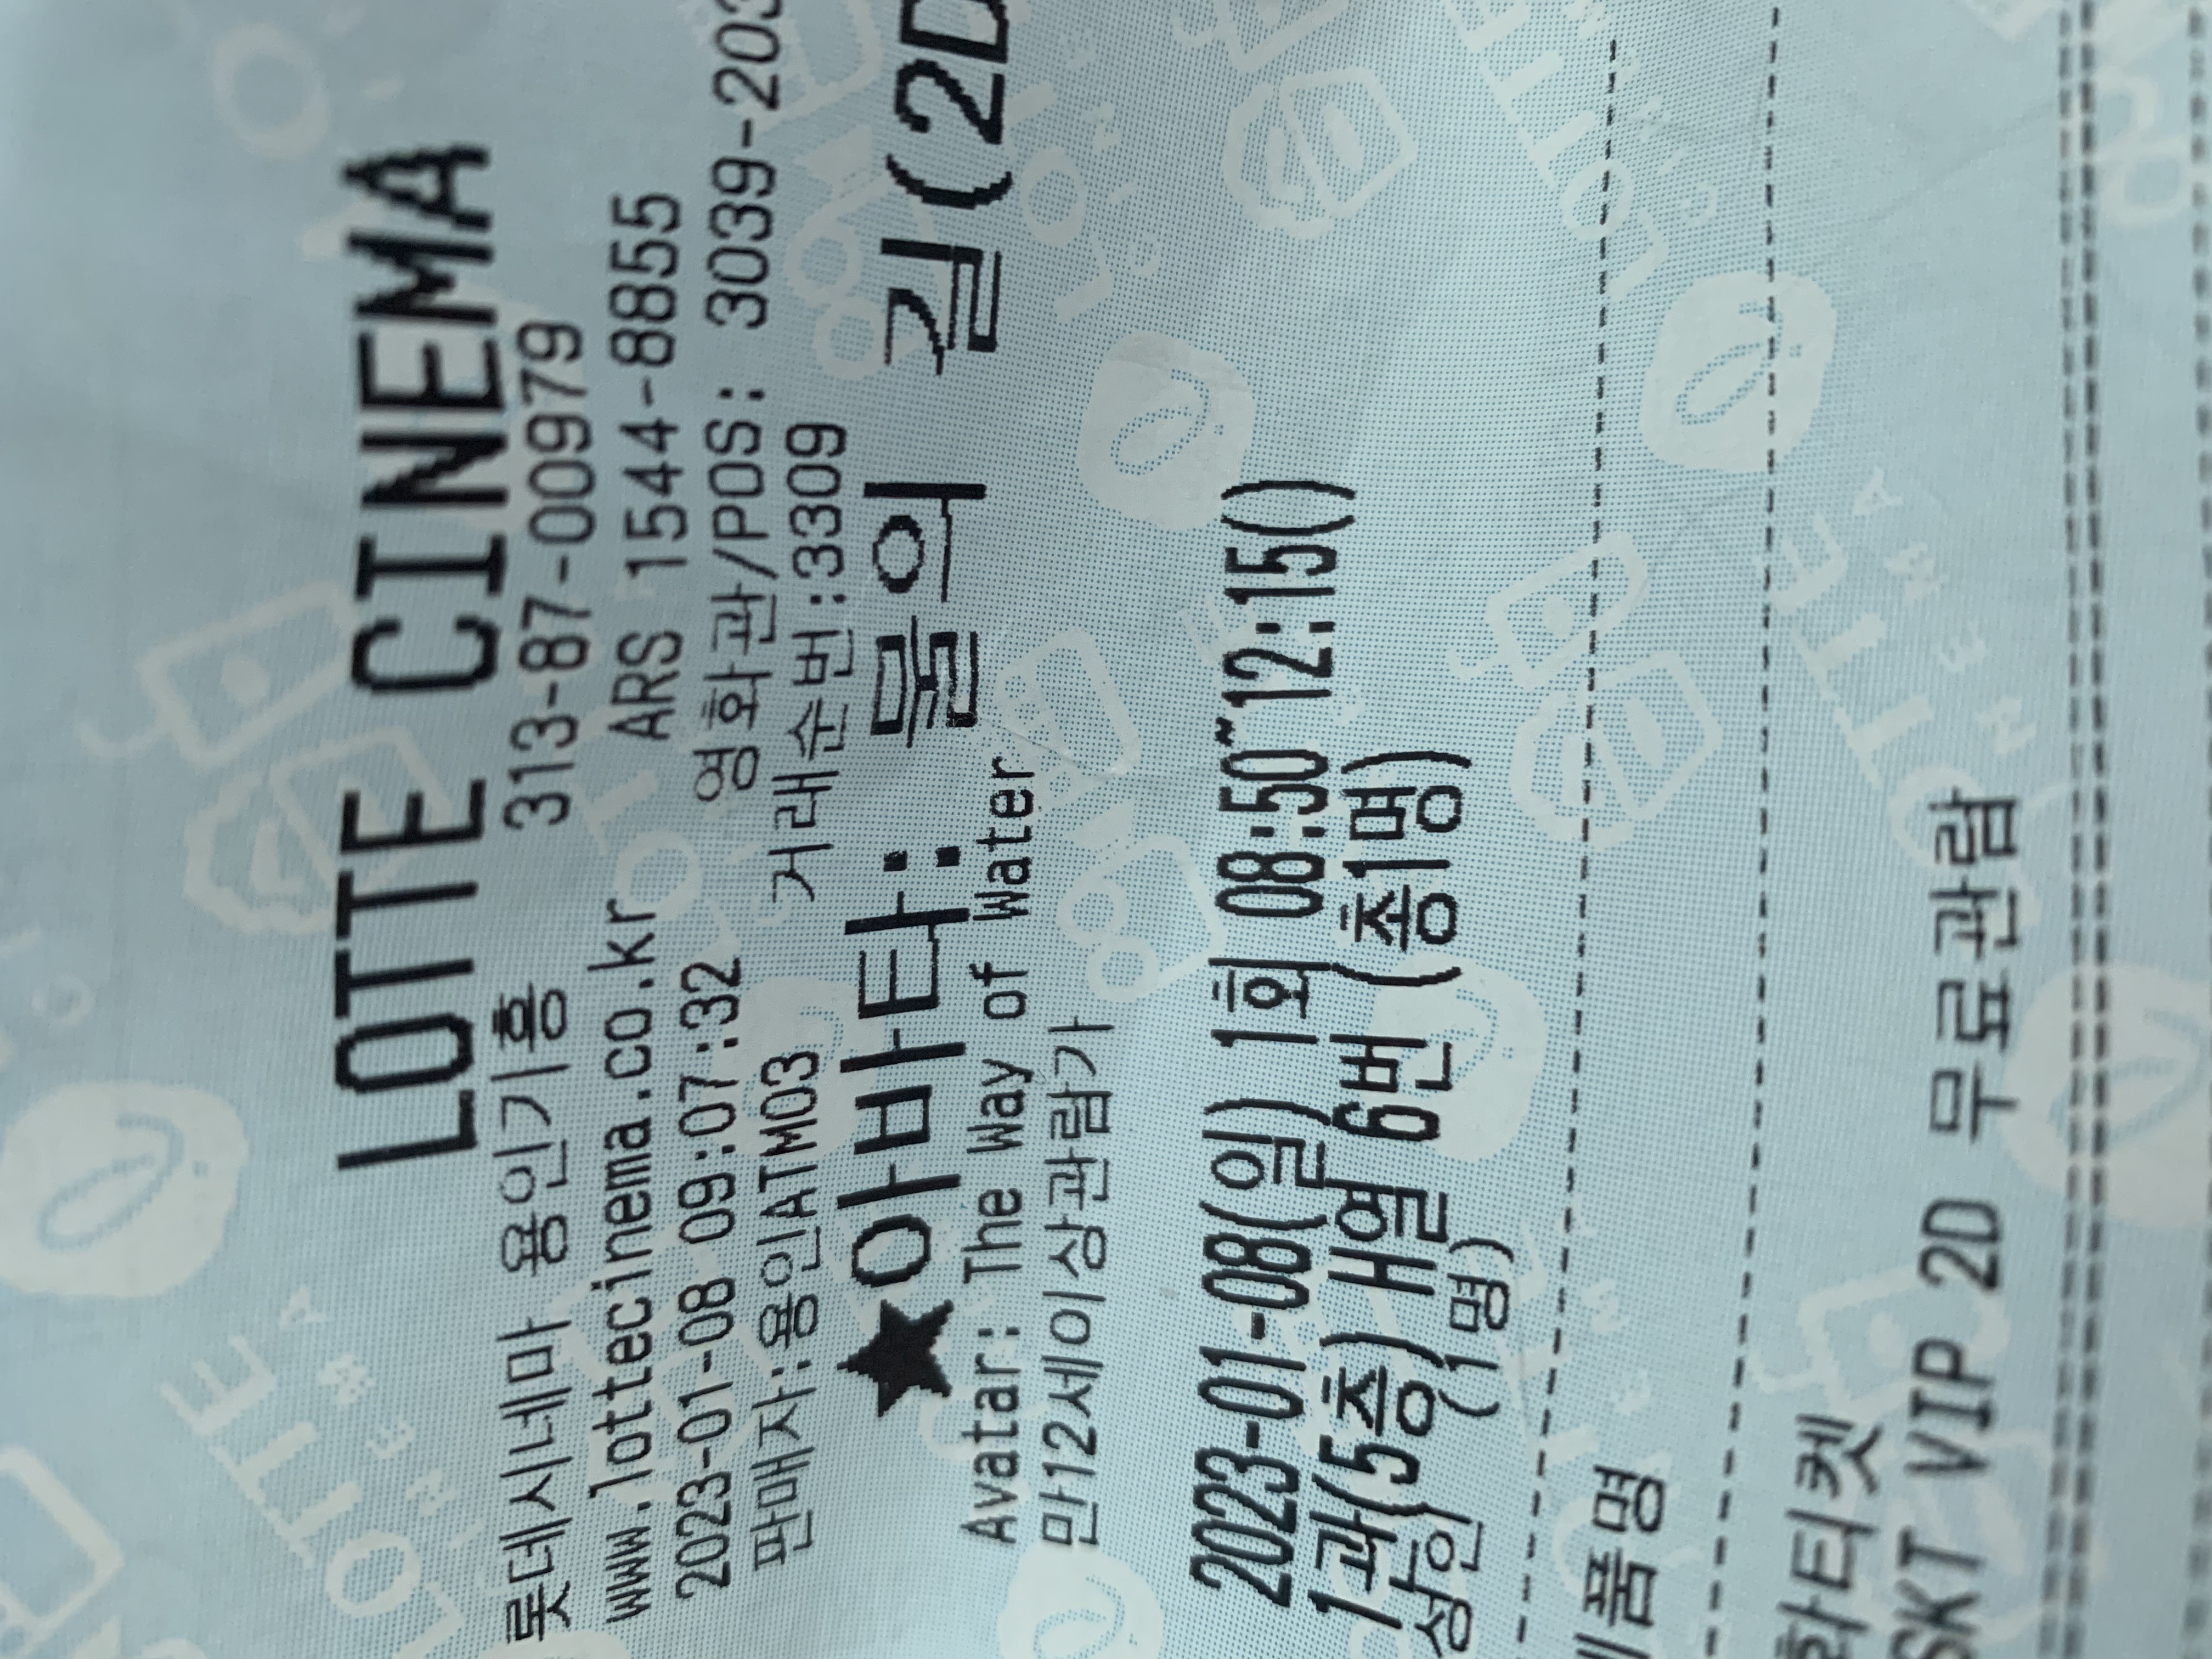 LOTTE CINEMA
롯데시네마 용인기흥 313-87-00979
www.lottecinema.co.kr ARS 1544-8855
2023-01-08 09:07:32 영화관/POS: 3039-203
판매자:용인ATM03 거래순번:3309
★아바타: 물의 길(2D
Avatar: The Way of Water
만12세이상관람가
2023-01-08(일) 1회 08:50~12:15()
1관(5층) H열 6번 (총1명)
성인 (1명)
제품명
화티켓
SKT VIP 2D 무료관람